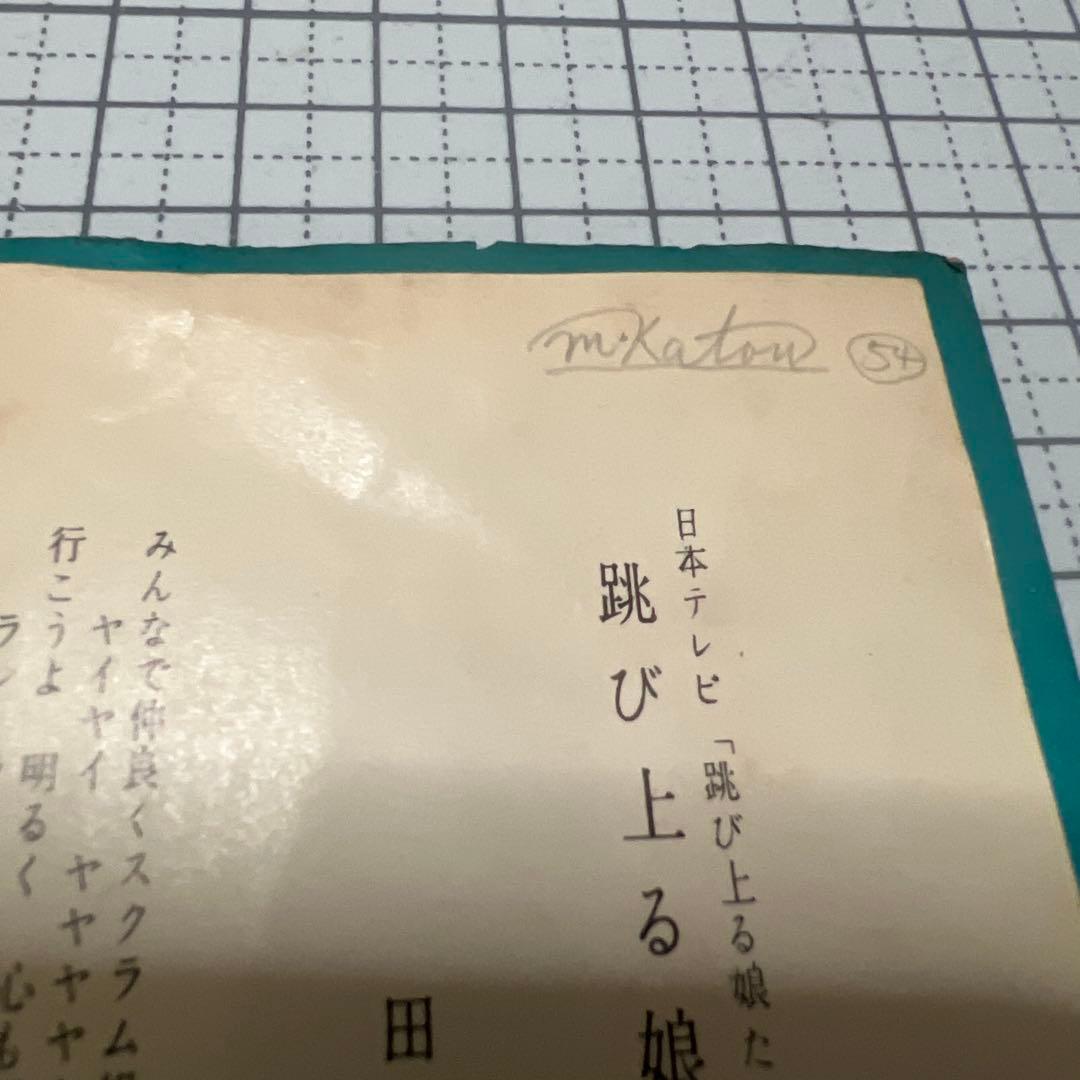 m.Katou 54
日本テレビ「跳び上る娘た
跳び上る娘
田
みんなで仲良くスクラム
ヤイヤイ ヤヤヤヤ
行こうよ 明るく 心も